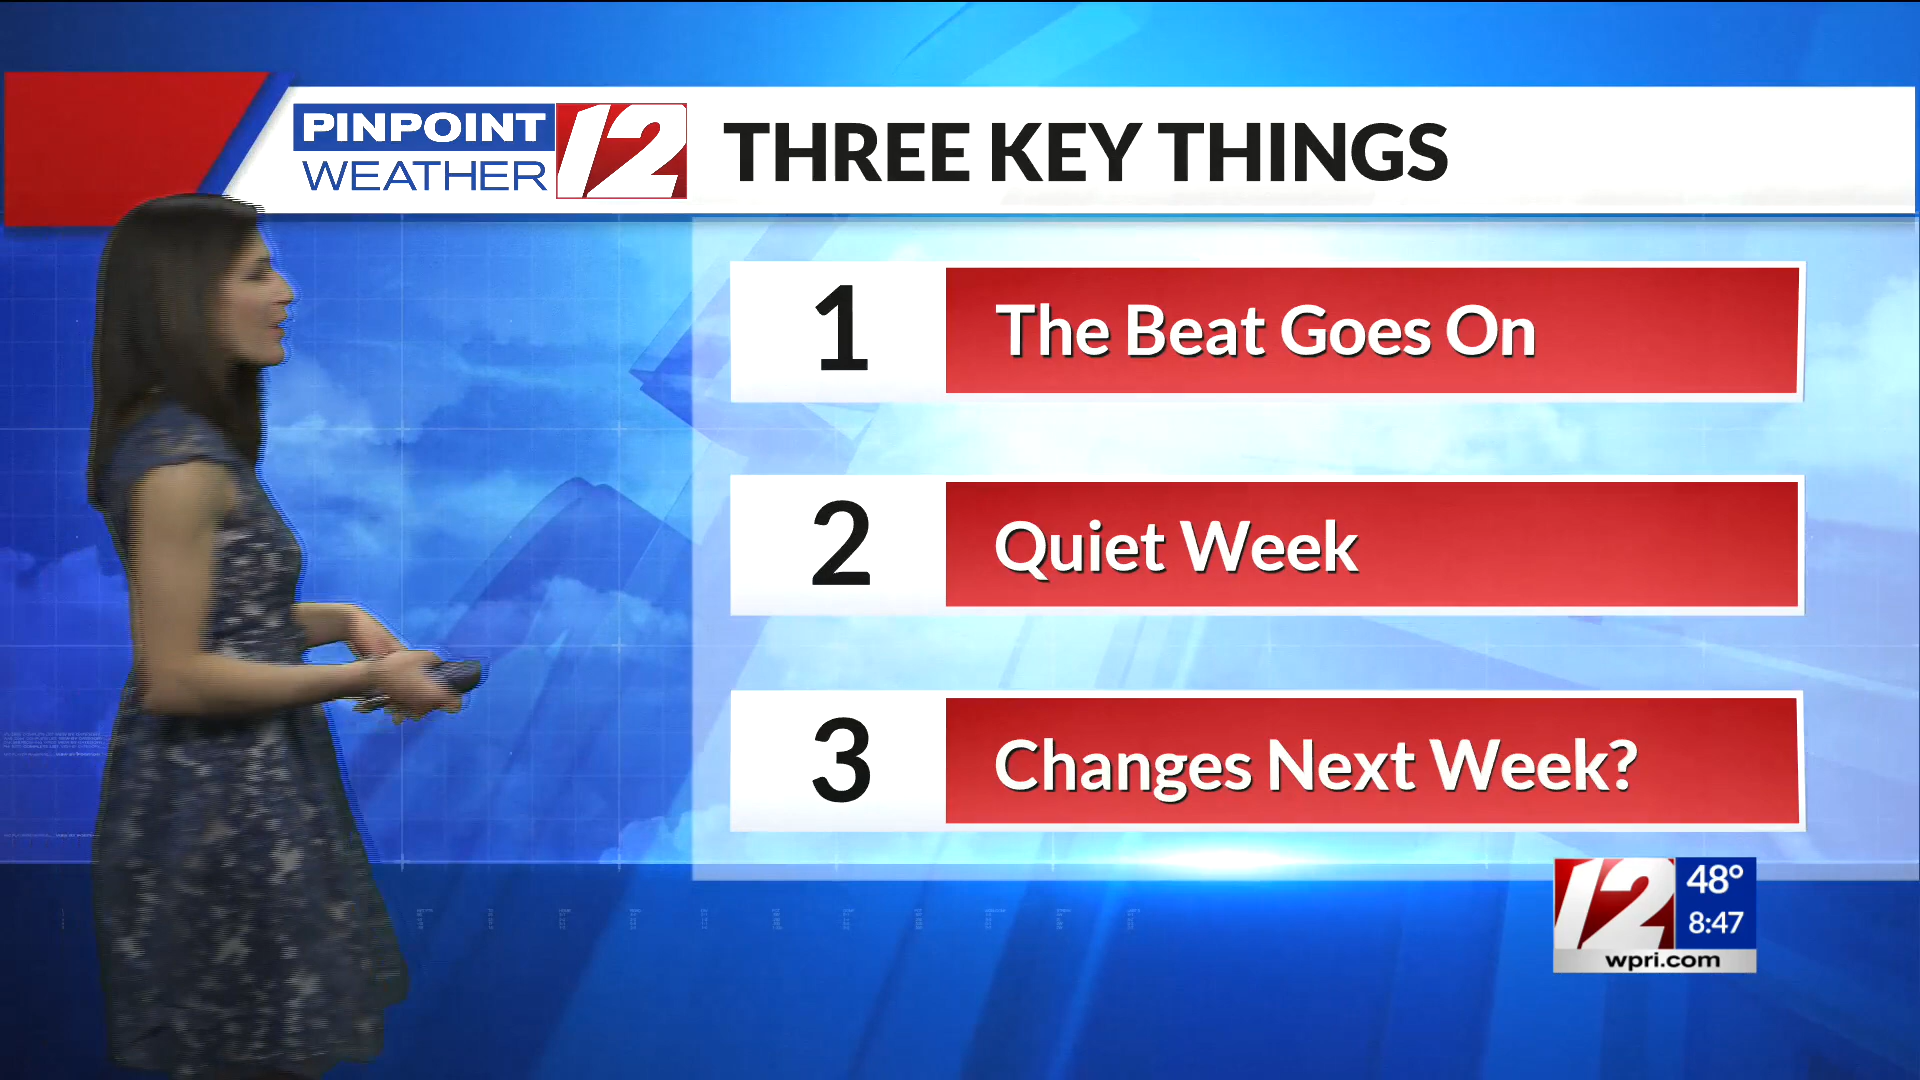 PINPOINT
WEATHER
12
THREE KEY THINGS
1
The Beat Goes On
2
Quiet Week
3
Changes Next Week?
12
48°
8:47
wpri.com